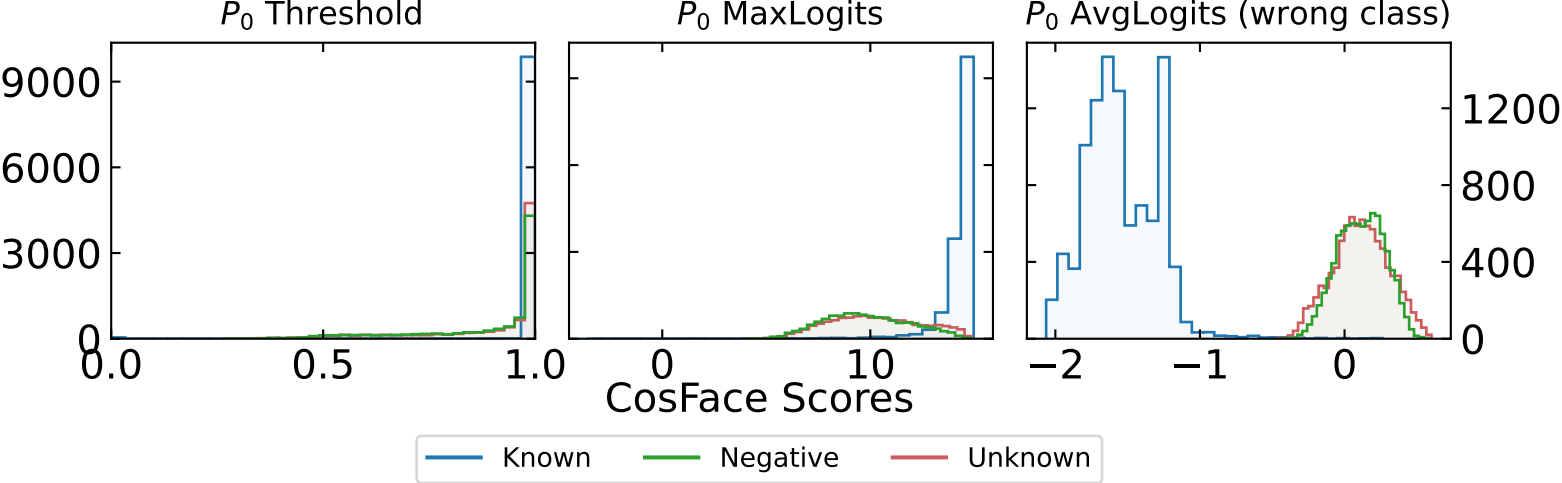 P₀ Threshold
P₀ MaxLogits
P₀ AvgLogits (wrong class)
9000
6000
3000
0
1200
800
400
0
0.0 0.5 1.0
0 10
−2 −1 0
CosFace Scores
Known Negative Unknown